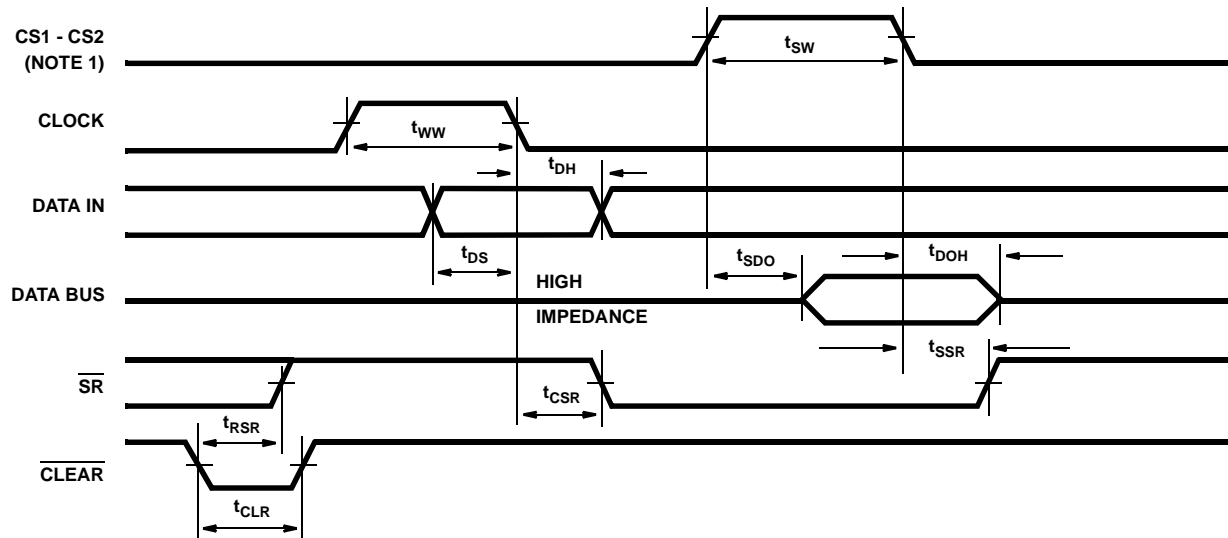 CS1 - CS2
(NOTE 1)
tSW
CLOCK
tWW
tDH
DATA IN
tDS
tSDO
tDOH
DATA BUS
HIGH
IMPEDANCE
tSSR
SR
tCSR
tRSR
CLEAR
tCLR